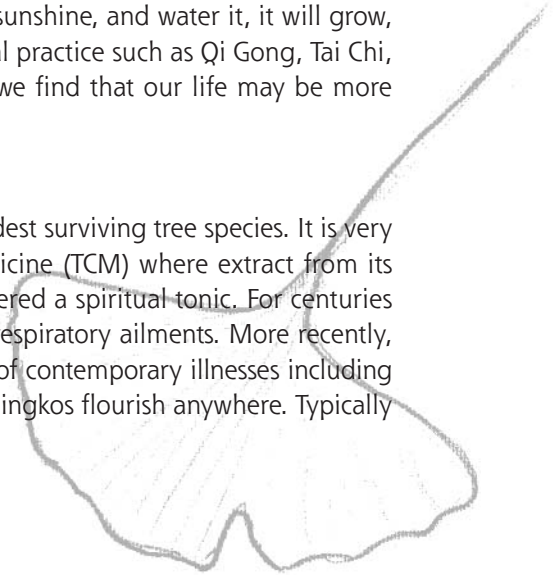 sunshine, and water it, it will grow,
l practice such as Qi Gong, Tai Chi,
we find that our life may be more
dest surviving tree species. It is very
icine (TCM) where extract from its
ered a spiritual tonic. For centuries
espiratory ailments. More recently,
of contemporary illnesses including
ingkos flourish anywhere. Typically